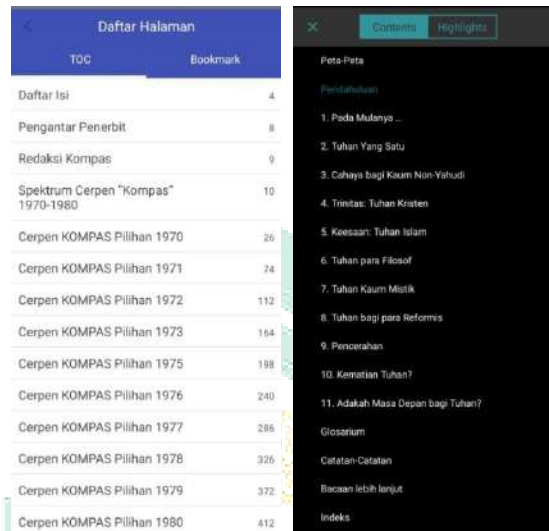 Daftar Halaman
TOC Bookmark
Daftar Isi 4
Pengantar Penerbit 8
Redaksi Kompas 9
Spektrum Cerpen "Kompas" 10
1970-1980
Cerpen KOMPAS Pilihan 1970 26
Cerpen KOMPAS Pilihan 1971 74
Cerpen KOMPAS Pilihan 1972 112
Cerpen KOMPAS Pilihan 1973 164
Cerpen KOMPAS Pilihan 1975 198
Cerpen KOMPAS Pilihan 1976 240
Cerpen KOMPAS Pilihan 1977 286
Cerpen KOMPAS Pilihan 1978 326
Cerpen KOMPAS Pilihan 1979 372
Cerpen KOMPAS Pilihan 1980 412
Contents Highlights
Peta-Peta
Pendahuluan
1. Pada Mulanya ...
2. Tuhan Yang Satu
3. Cahaya bagi Kaum Non-Yahudi
4. Trinitas: Tuhan Kristen
5. Keesaan: Tuhan Islam
6. Tuhan para Filosof
7. Tuhan Kaum Mistik
8. Tuhan bagi para Reformis
9. Pencerahan
10. Kematian Tuhan?
11. Adakah Masa Depan bagi Tuhan?
Glosarium
Catatan-Catatan
Bacaan lebih lanjut
Indeks